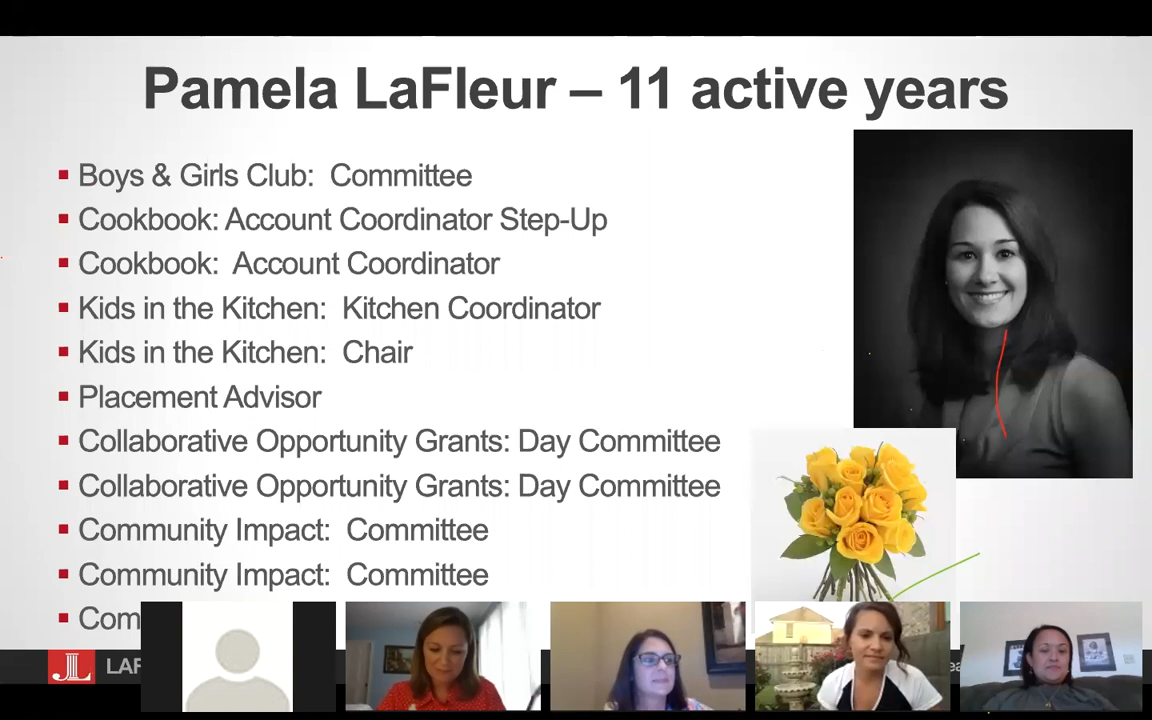 Pamela LaFleur – 11 active years
Boys & Girls Club: Committee
Cookbook: Account Coordinator Step-Up
Cookbook: Account Coordinator
Kids in the Kitchen: Kitchen Coordinator
Kids in the Kitchen: Chair
Placement Advisor
Collaborative Opportunity Grants: Day Committee
Collaborative Opportunity Grants: Day Committee
Community Impact: Committee
Community Impact: Committee